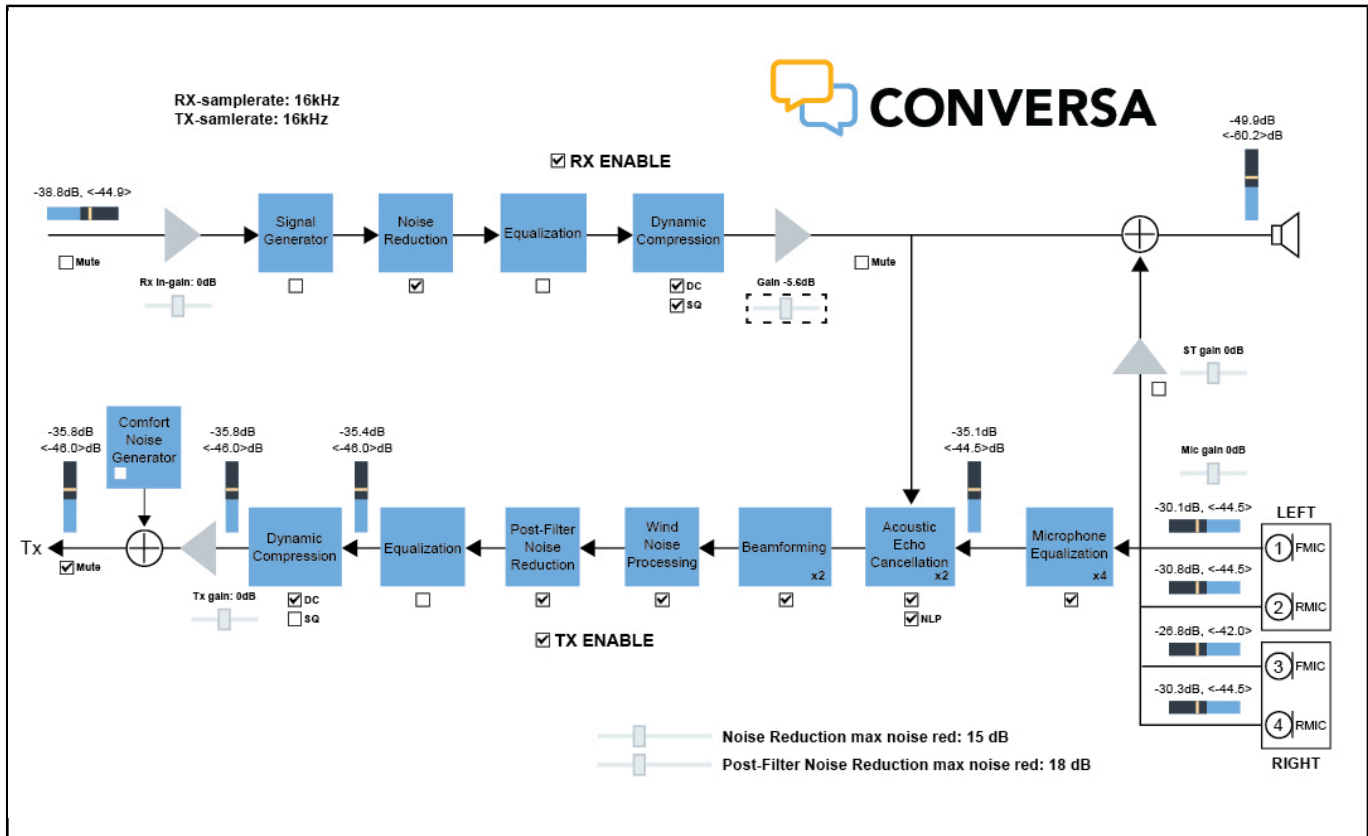 RX-samplerate: 16kHz
TX-samlerate: 16kHz
CONVERSA
RX ENABLE
-49.9dB
<-60.2>dB
-38.8dB, <-44.9>
Mute
Rx in-gain: 0dB
Signal
Generator
Noise
Reduction
Equalization
Dynamic
Compression
DC
SQ
Gain -5.6dB
Mute
ST gain 0dB
Mic gain 0dB
-35.8dB
<-46.0>dB
Comfort
Noise
Generator
-35.8dB
<-46.0>dB
-35.4dB
<-46.0>dB
-35.1dB
<-44.5>dB
Tx
Mute
Tx gain: 0dB
Dynamic
Compression
DC
SQ
Equalization
Post-Filter
Noise
Reduction
Wind
Noise
Processing
Beamforming
x2
Acoustic
Echo
Cancellation
x2
NLP
Microphone
Equalization
x4
TX ENABLE
-30.1dB, <-44.5>
LEFT
1
FMIC
-30.8dB, <-44.5>
2
RMIC
-26.8dB, <-42.0>
3
FMIC
-30.3dB, <-44.5>
4
RMIC
RIGHT
Noise Reduction max noise red: 15 dB
Post-Filter Noise Reduction max noise red: 18 dB